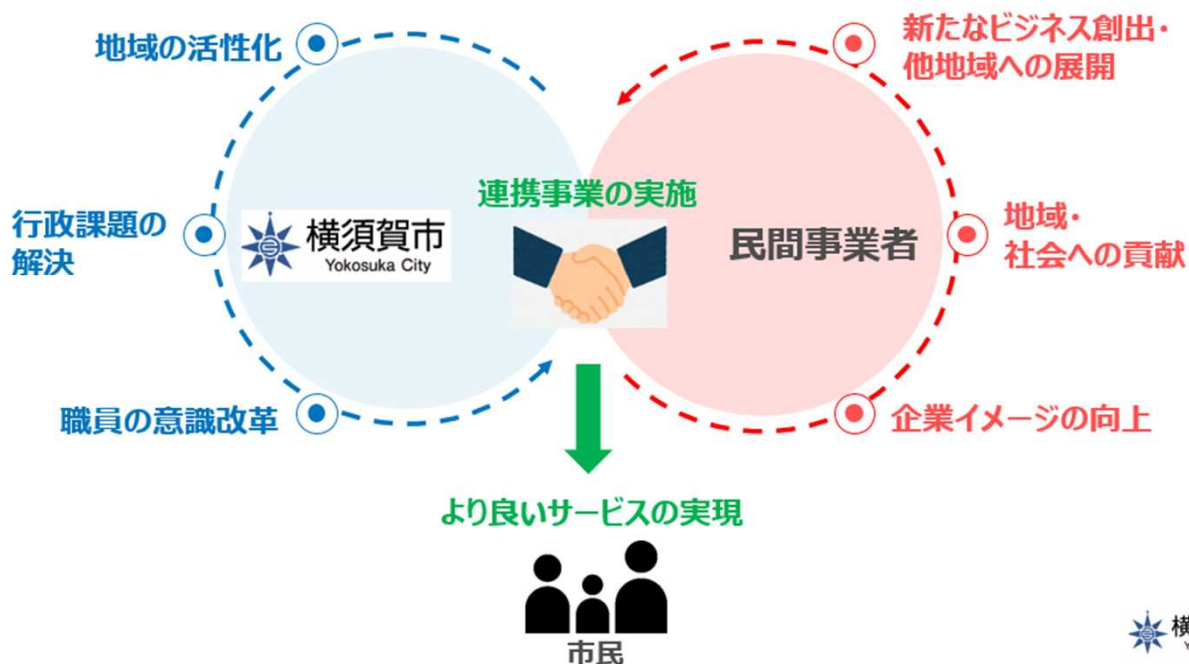 地域の活性化
新たなビジネス創出・
他地域への展開
連携事業の実施
行政課題の
解決
横須賀市
Yokosuka City
民間事業者
地域・
社会への貢献
職員の意識改革
企業イメージの向上
より良いサービスの実現
市民
横
Y